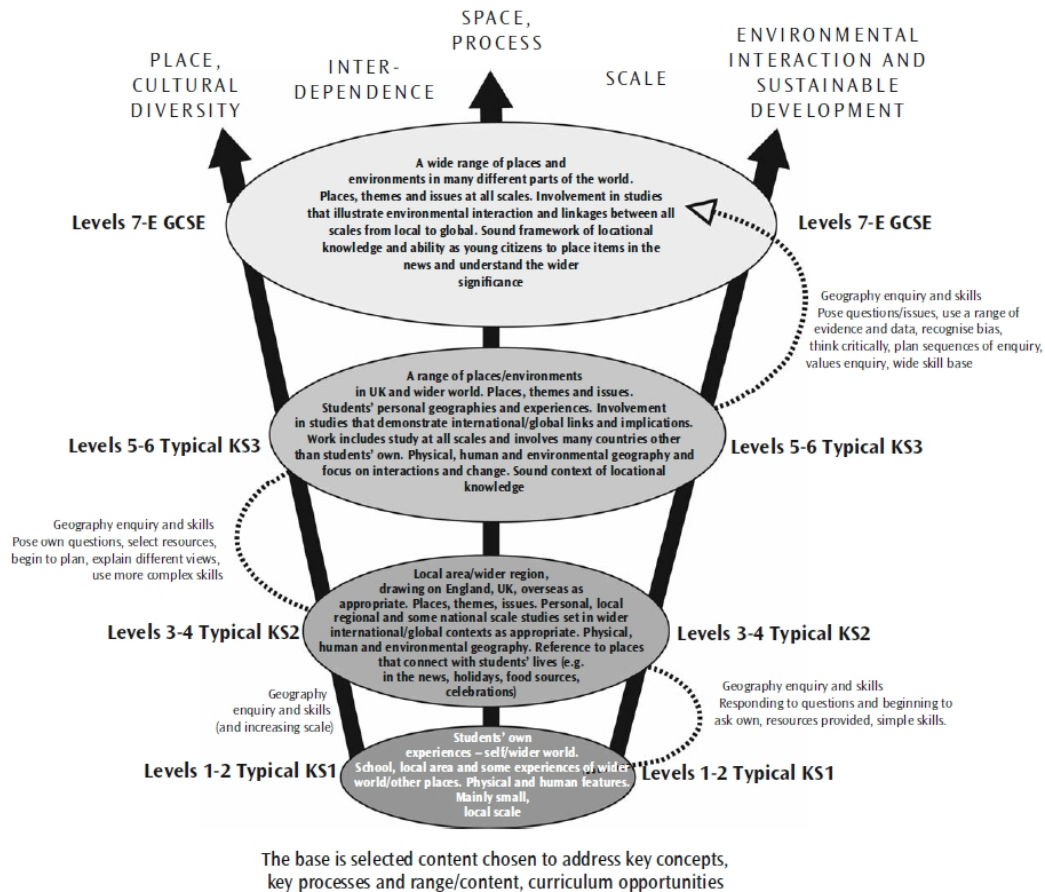 SPACE,
PROCESS
PLACE,
CULTURAL
DIVERSITY
INTER-
DEPENDENCE
SCALE
ENVIRONMENTAL
INTERACTION AND
SUSTAINABLE
DEVELOPMENT
A wide range of places and
environments in many different parts of the world.
Places, themes and issues at all scales. Involvement in studies
that illustrate environmental interaction and linkages between all
scales from local to global. Sound framework of locational
knowledge and ability as young citizens to place items in the
news and understand the wider
significance
Levels 7-E GCSE
Levels 7-E GCSE
Geography enquiry and skills
Pose questions/issues, use a range of
evidence and data, recognise bias,
think critically, plan sequences of enquiry,
values enquiry, wide skill base
A range of places/environments
in UK and wider world. Places, themes and issues.
Students' personal geographies and experiences. Involvement
in studies that demonstrate international/global links and implications.
Work includes study at all scales and involves many countries other
than students' own. Physical, human and environmental geography and
focus on interactions and change. Sound context of locational
knowledge
Levels 5-6 Typical KS3
Levels 5-6 Typical KS3
Geography enquiry and skills
Pose own questions, select resources,
begin to plan, explain different views,
use more complex skills
Local area/wider region,
drawing on England, UK, overseas as
appropriate. Places, themes, issues. Personal, local
regional and some national scale studies set in wider
international/global contexts as appropriate. Physical,
human and environmental geography. Reference to places
that connect with students' lives (e.g.
in the news, holidays, food sources,
celebrations)
Levels 3-4 Typical KS2
Levels 3-4 Typical KS2
Geography
enquiry and skills
(and increasing scale)
Geography enquiry and skills
Responding to questions and beginning to
ask own, resources provided, simple skills.
Students' own
experiences – self/wider world.
School, local area and some experiences of wider
world/other places. Physical and human features.
Mainly small,
local scale
Levels 1-2 Typical KS1
Levels 1-2 Typical KS1
The base is selected content chosen to address key concepts,
key processes and range/content, curriculum opportunities